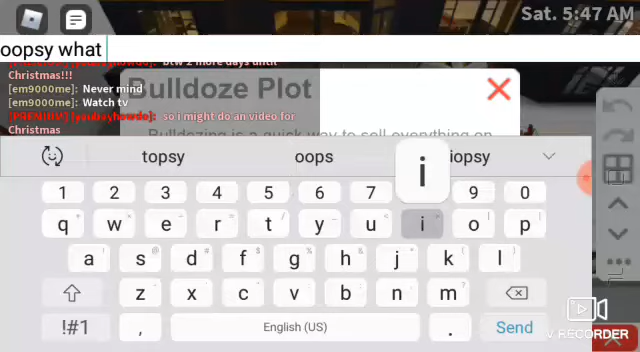 Sat. 5:47 AM
oopsy what
btw 2 more days until
Christmas!!!
[em9000me]: Never mind
[em9000me]: Watch tv
so i might do an video for
Christmas
Bulldoze Plot
Bulldozing is a quick way to sell everything on
topsy oops iopsy
i
1 2 3 4 5 6 7 9 0
q w e r t y u i o p
a s d f g h j k l
z x c v b n m
!#1 , English (US) . Send
V RECORDER